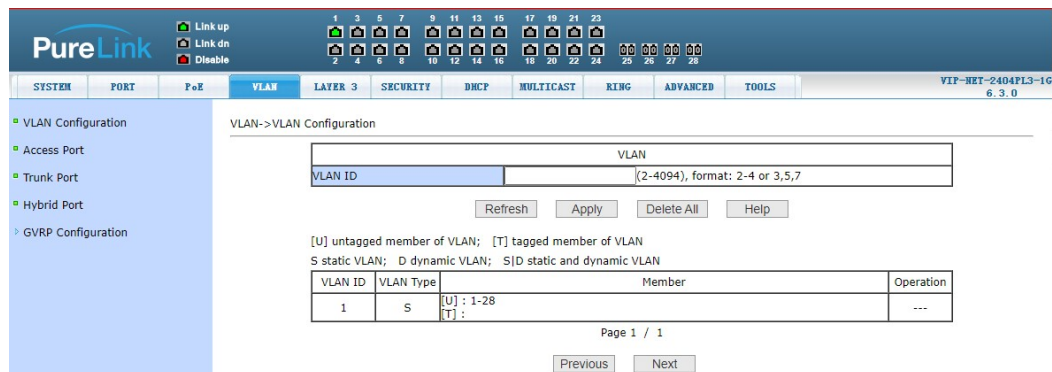 PureLink
Link up
Link dn
Disable
1 3 5 7 9 11 13 15 17 19 21 23
2 4 6 8 10 12 14 16 18 20 22 24 25 26 27 28
SYSTEM PORT PoE VLAN LAYER 3 SECURITY DHCP MULTICAST RING ADVANCED TOOLS
VIP-NET-2404PL3-1G
6.3.0
VLAN Configuration
Access Port
Trunk Port
Hybrid Port
GVRP Configuration
VLAN->VLAN Configuration
VLAN
VLAN ID (2-4094), format: 2-4 or 3,5,7
Refresh Apply Delete All Help
[U] untagged member of VLAN; [T] tagged member of VLAN
S static VLAN; D dynamic VLAN; S|D static and dynamic VLAN
VLAN ID VLAN Type Member Operation
1 S [U] : 1-28 ---
[T] :
Page 1 / 1
Previous Next